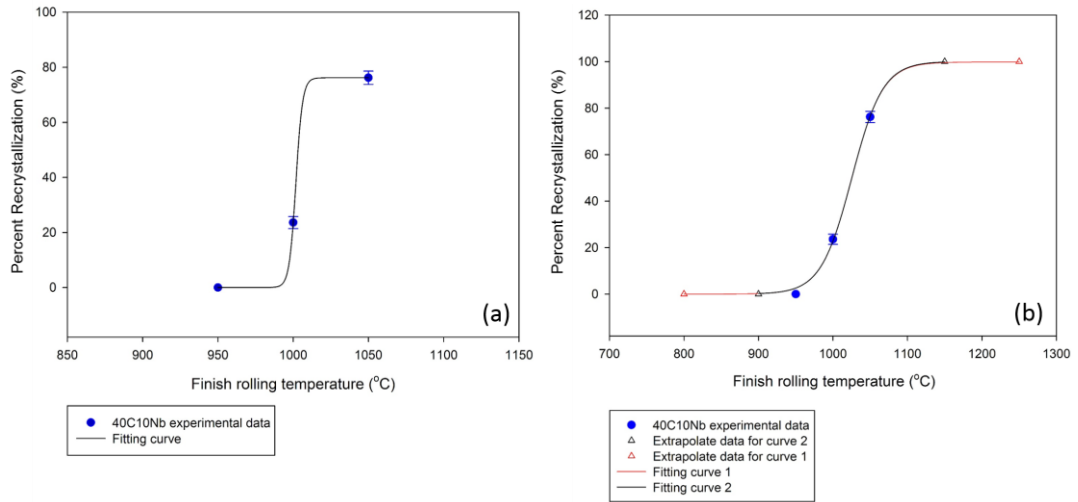 100
80
60
40
20
0
Percent Recrystallization (%)
(a)
850 900 950 1000 1050 1100 1150
Finish rolling temperature (°C)
40C10Nb experimental data
Fitting curve
120
100
80
60
40
20
0
Percent Recrystallization (%)
(b)
700 800 900 1000 1100 1200 1300
Finish rolling temperature (°C)
40C10Nb experimental data
Extrapolate data for curve 2
Extrapolate data for curve 1
Fitting curve 1
Fitting curve 2